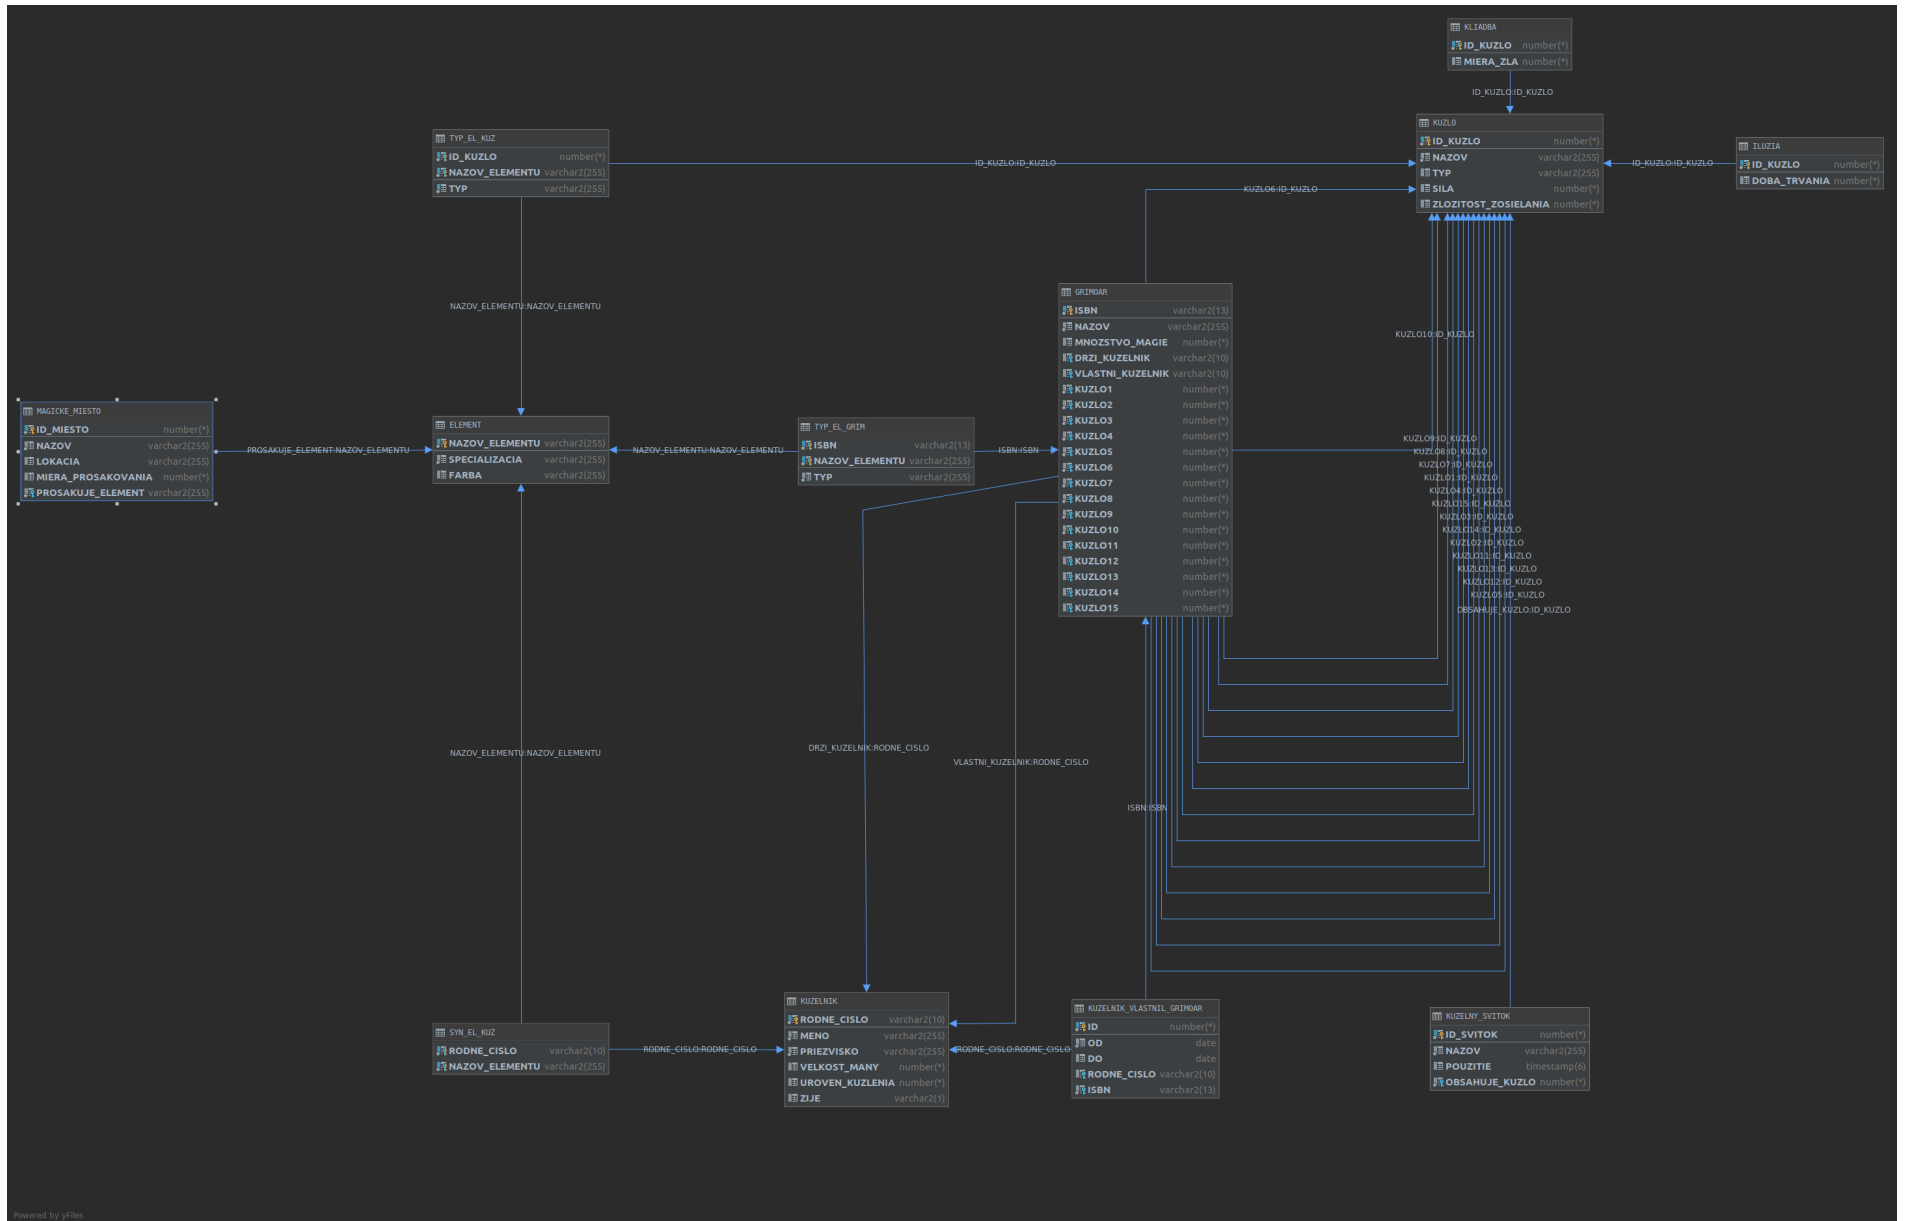 KLIADBA
ID_KUZLO number(*)
MIERA_ZLA number(*)
ID_KUZLO:ID_KUZLO
KUZLO
ID_KUZLO number(*)
NAZOV varchar2(255)
TYP varchar2(255)
SILA number(*)
ZLOZITOST_ZOSIELANIA number(*)
ILUZIA
ID_KUZLO number(*)
DOBA_TRVANIA number(*)
ID_KUZLO:ID_KUZLO
TYP_EL_KUZ
ID_KUZLO number(*)
NAZOV_ELEMENTU varchar2(255)
TYP varchar2(255)
ID_KUZLO:ID_KUZLO
KUZLO6:ID_KUZLO
NAZOV_ELEMENTU:NAZOV_ELEMENTU
GRIMOAR
ISBN varchar2(13)
NAZOV varchar2(255)
MNOZSTVO_MAGIE number(*)
DRZI_KUZELNIK varchar2(10)
VLASTNI_KUZELNIK varchar2(10)
KUZLO1 number(*)
KUZLO2 number(*)
KUZLO3 number(*)
KUZLO4 number(*)
KUZLO5 number(*)
KUZLO6 number(*)
KUZLO7 number(*)
KUZLO8 number(*)
KUZLO9 number(*)
KUZLO10 number(*)
KUZLO11 number(*)
KUZLO12 number(*)
KUZLO13 number(*)
KUZLO14 number(*)
KUZLO15 number(*)
KUZLO10:ID_KUZLO
KUZLO9:ID_KUZLO
KUZLO8:ID_KUZLO
KUZLO7:ID_KUZLO
KUZLO1:ID_KUZLO
KUZLO4:ID_KUZLO
KUZLO15:ID_KUZLO
KUZLO3:ID_KUZLO
KUZLO14:ID_KUZLO
KUZLO2:ID_KUZLO
KUZLO11:ID_KUZLO
KUZLO13:ID_KUZLO
KUZLO12:ID_KUZLO
KUZLO5:ID_KUZLO
OBSAHUJE_KUZLO:ID_KUZLO
MAGICKE_MIESTO
ID_MIESTO number(*)
NAZOV varchar2(255)
LOKACIA varchar2(255)
MIERA_PROSAKOVANIA number(*)
PROSAKUJE_ELEMENT varchar2(255)
PROSAKUJE_ELEMENT:NAZOV_ELEMENTU
ELEMENT
NAZOV_ELEMENTU varchar2(255)
SPECIALIZACIA varchar2(255)
FARBA varchar2(255)
NAZOV_ELEMENTU:NAZOV_ELEMENTU
TYP_EL_GRIM
ISBN varchar2(13)
NAZOV_ELEMENTU varchar2(255)
TYP varchar2(255)
ISBN:ISBN
NAZOV_ELEMENTU:NAZOV_ELEMENTU
DRZI_KUZELNIK:RODNE_CISLO
VLASTNI_KUZELNIK:RODNE_CISLO
ISBN:ISBN
SYN_EL_KUZ
RODNE_CISLO varchar2(10)
NAZOV_ELEMENTU varchar2(255)
RODNE_CISLO:RODNE_CISLO
KUZELNIK
RODNE_CISLO varchar2(10)
MENO varchar2(255)
PRIEZVISKO varchar2(255)
VELKOST_MANY number(*)
UROVEN_KUZLENIA number(*)
ZIJE varchar2(1)
RODNE_CISLO:RODNE_CISLO
KUZELNIK_VLASTNIL_GRIMOAR
ID number(*)
OD date
DO date
RODNE_CISLO varchar2(10)
ISBN varchar2(13)
KUZELNY_SVITOK
ID_SVITOK number(*)
NAZOV varchar2(255)
POUZITIE timestamp(6)
OBSAHUJE_KUZLO number(*)
Powered by yFiles